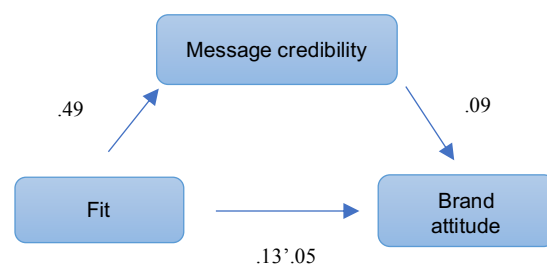 Message credibility
.49
.09
Fit
Brand
attitude
.13’.05